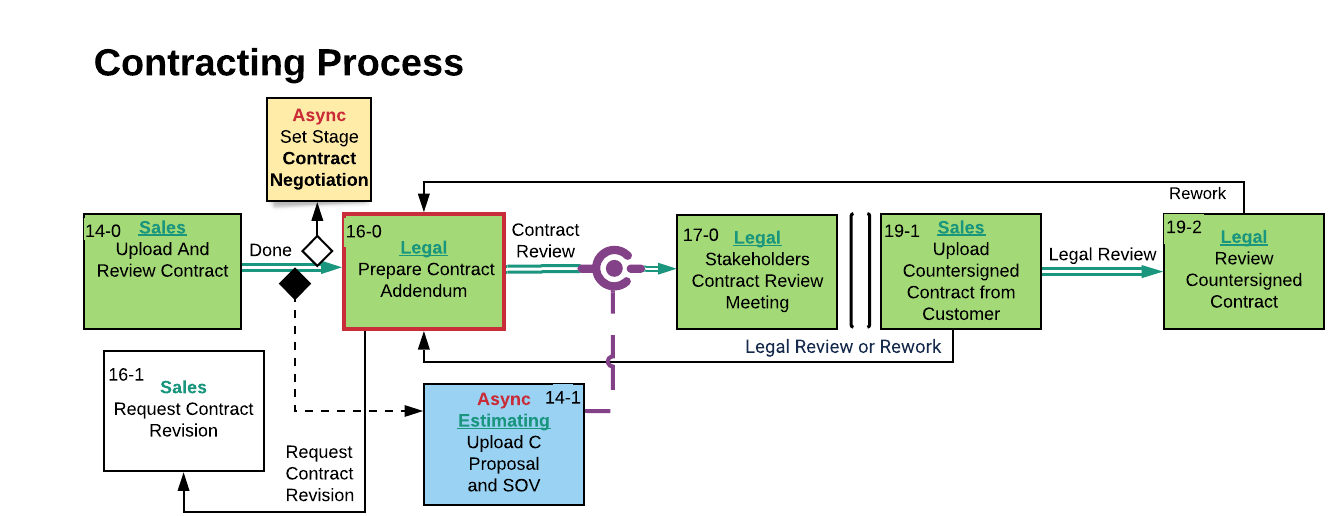 Contracting Process
Async
Set Stage
Contract
Negotiation
Rework
14-0 Sales
Upload And
Review Contract
Done
16-0
Legal
Prepare Contract
Addendum
Contract
Review
17-0 Legal
Stakeholders
Contract Review
Meeting
19-1 Sales
Upload
Countersigned
Contract from
Customer
Legal Review
19-2
Legal
Review
Countersigned
Contract
Legal Review or Rework
16-1
Sales
Request Contract
Revision
Request
Contract
Revision
Async 14-1
Estimating
Upload C
Proposal
and SOV